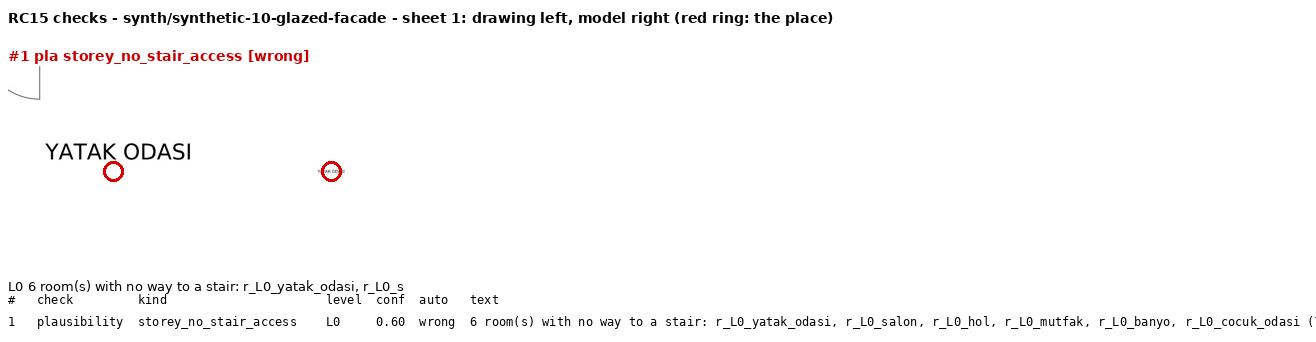 RC15 checks - synth/synthetic-10-glazed-facade - sheet 1: drawing left, model right (red ring: the place)
#1 pla storey_no_stair_access [wrong]
YATAK ODASI
L0 6 room(s) with no way to a stair: r_L0_yatak_odasi, r_L0_s
# check kind level conf auto text
1 plausibility storey_no_stair_access L0 0.60 wrong 6 room(s) with no way to a stair: r_L0_yatak_odasi, r_L0_salon, r_L0_hol, r_L0_mutfak, r_L0_banyo, r_L0_cocuk_odasi (